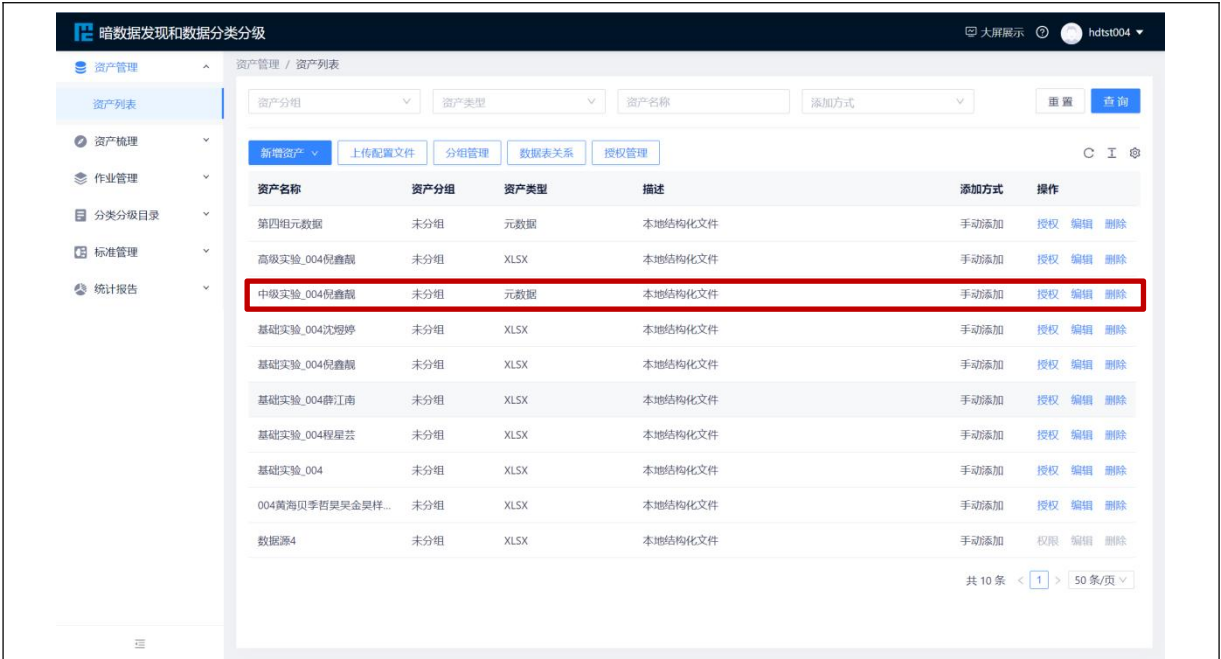 暗数据发现和数据分类分级 大屏展示 hdtst004
资产管理 资产管理 / 资产列表
资产列表 资产分组 资产类型 资产名称 添加方式 重置 查询
资产梳理 新增资产 上传配置文件 分组管理 数据表关系 授权管理
作业管理 资产名称 资产分组 资产类型 描述 添加方式 操作
分类分级目录 第四组元数据 未分组 元数据 本地结构化文件 手动添加 授权 编辑 删除
标准管理 高级实验_004倪鑫靓 未分组 XLSX 本地结构化文件 手动添加 授权 编辑 删除
统计报告 中级实验_004倪鑫靓 未分组 元数据 本地结构化文件 手动添加 授权 编辑 删除
基础实验_004沈熤婷 未分组 XLSX 本地结构化文件 手动添加 授权 编辑 删除
基础实验_004倪鑫靓 未分组 XLSX 本地结构化文件 手动添加 授权 编辑 删除
基础实验_004薛江南 未分组 XLSX 本地结构化文件 手动添加 授权 编辑 删除
基础实验_004程星芸 未分组 XLSX 本地结构化文件 手动添加 授权 编辑 删除
基础实验_004 未分组 XLSX 本地结构化文件 手动添加 授权 编辑 删除
004黄海贝季哲昊吴金昊样... 未分组 XLSX 本地结构化文件 手动添加 授权 编辑 删除
数据源4 未分组 XLSX 本地结构化文件 手动添加 权限 编辑 删除
共 10 条 < 1 > 50 条/页